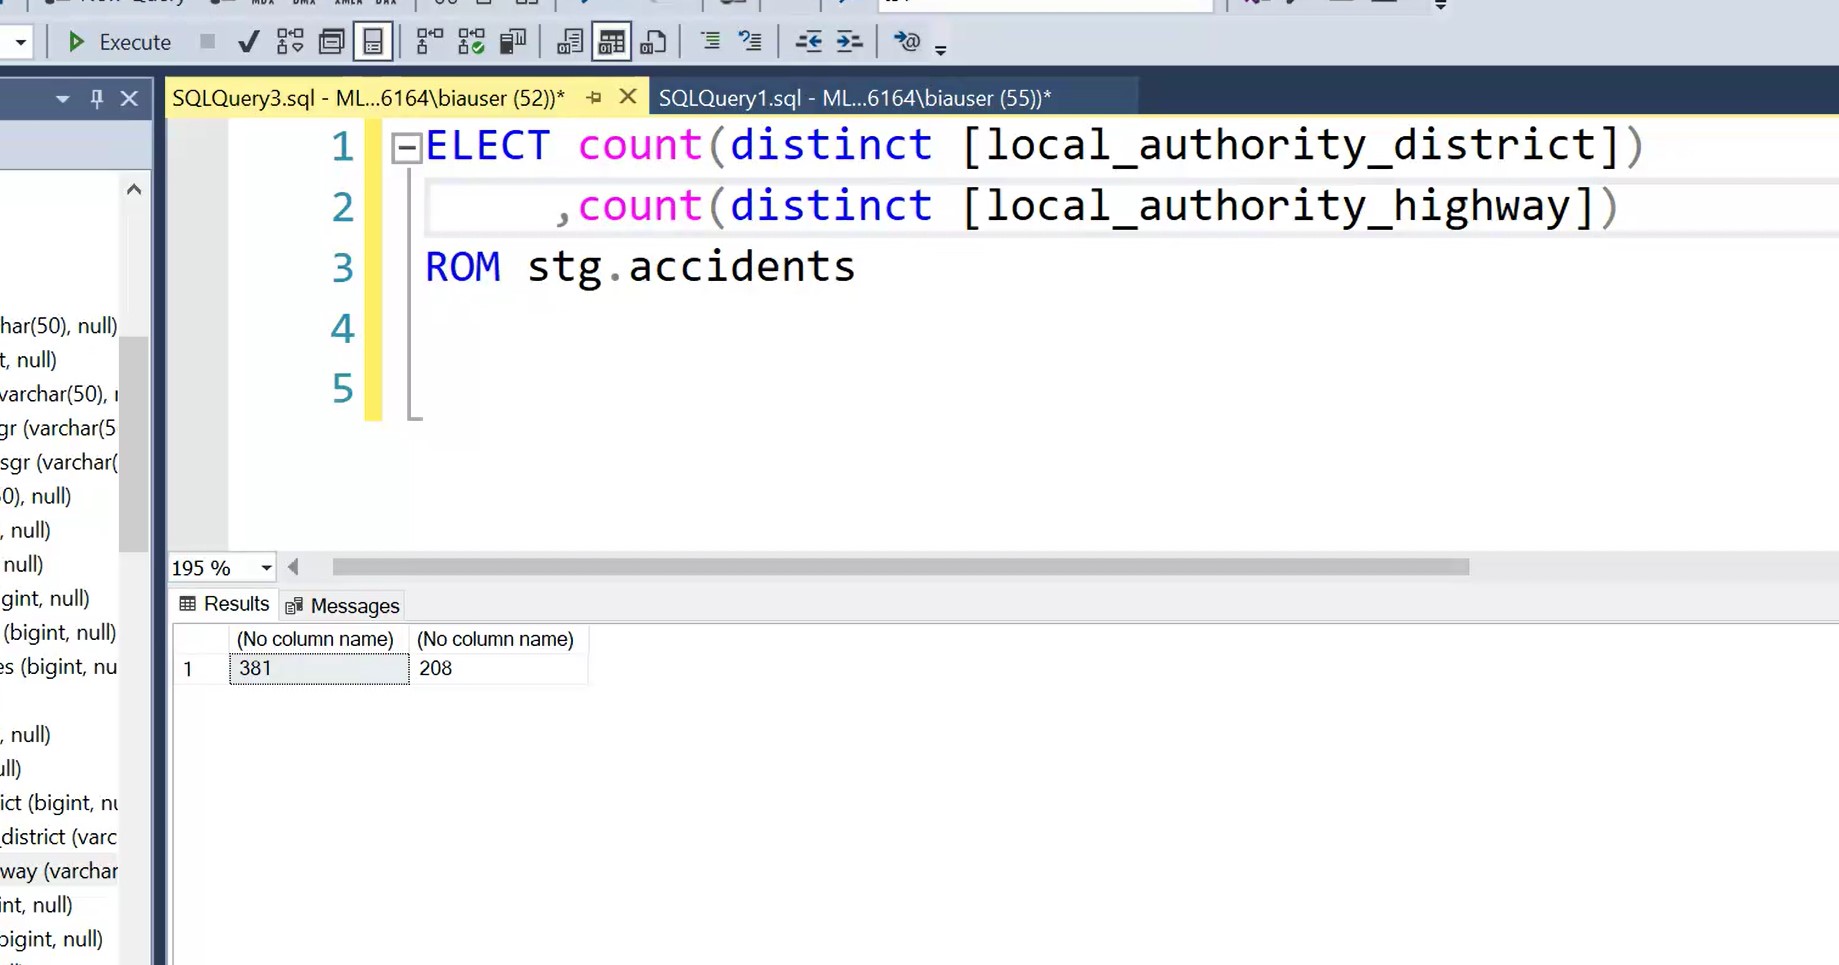 Execute
SQLQuery3.sql - ML...6164\biauser (52))*
SQLQuery1.sql - ML...6164\biauser (55))*
1 ELECT count(distinct [local_authority_district])
2 ,count(distinct [local_authority_highway])
3 ROM stg.accidents
4
5
har(50), null)
t, null)
varchar(50), 
gr (varchar(5
sgr (varchar(
0), null)
, null)
null)
gint, null)
(bigint, null)
es (bigint, nu
, null)
ull)
ict (bigint, nu
_district (varc
way (varchar
int, null)
bigint, null)
195 %
Results Messages
(No column name) (No column name)
1 381 208